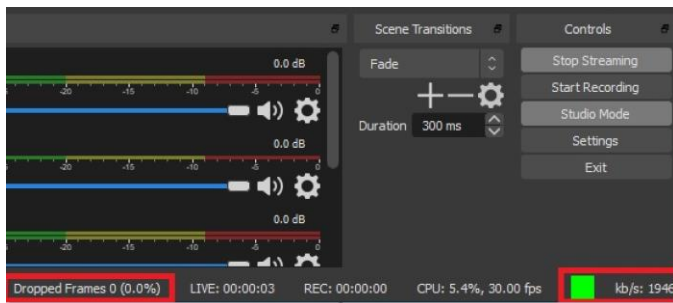 Scene Transitions
Controls
0.0 dB
Fade
Stop Streaming
-20 -15 -10 -5 0
Start Recording
Duration 300 ms
Studio Mode
0.0 dB
Settings
-20 -15 -10 -5 0
Exit
0.0 dB
-20 -15 -10 -5 0
Dropped Frames 0 (0.0%) LIVE: 00:00:03 REC: 00:00:00 CPU: 5.4%, 30.00 fps kb/s: 1946